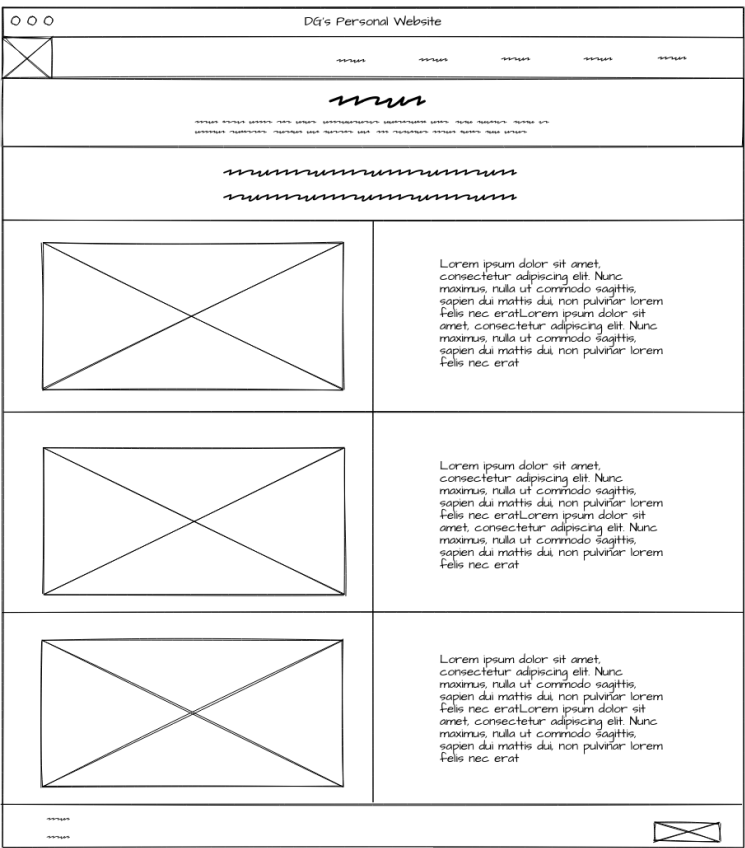 DG's Personal Website
Lorem ipsum dolor sit amet,
consectetur adipiscing elit. Nunc
maximus, nulla ut commodo sagittis,
sapien dui mattis dui, non pulvinar lorem
felis nec eratLorem ipsum dolor sit
amet, consectetur adipiscing elit. Nunc
maximus, nulla ut commodo sagittis,
sapien dui mattis dui, non pulvinar lorem
felis nec erat
Lorem ipsum dolor sit amet,
consectetur adipiscing elit. Nunc
maximus, nulla ut commodo sagittis,
sapien dui mattis dui, non pulvinar lorem
felis nec eratLorem ipsum dolor sit
amet, consectetur adipiscing elit. Nunc
maximus, nulla ut commodo sagittis,
sapien dui mattis dui, non pulvinar lorem
felis nec erat
Lorem ipsum dolor sit amet,
consectetur adipiscing elit. Nunc
maximus, nulla ut commodo sagittis,
sapien dui mattis dui, non pulvinar lorem
felis nec eratLorem ipsum dolor sit
amet, consectetur adipiscing elit. Nunc
maximus, nulla ut commodo sagittis,
sapien dui mattis dui, non pulvinar lorem
felis nec erat